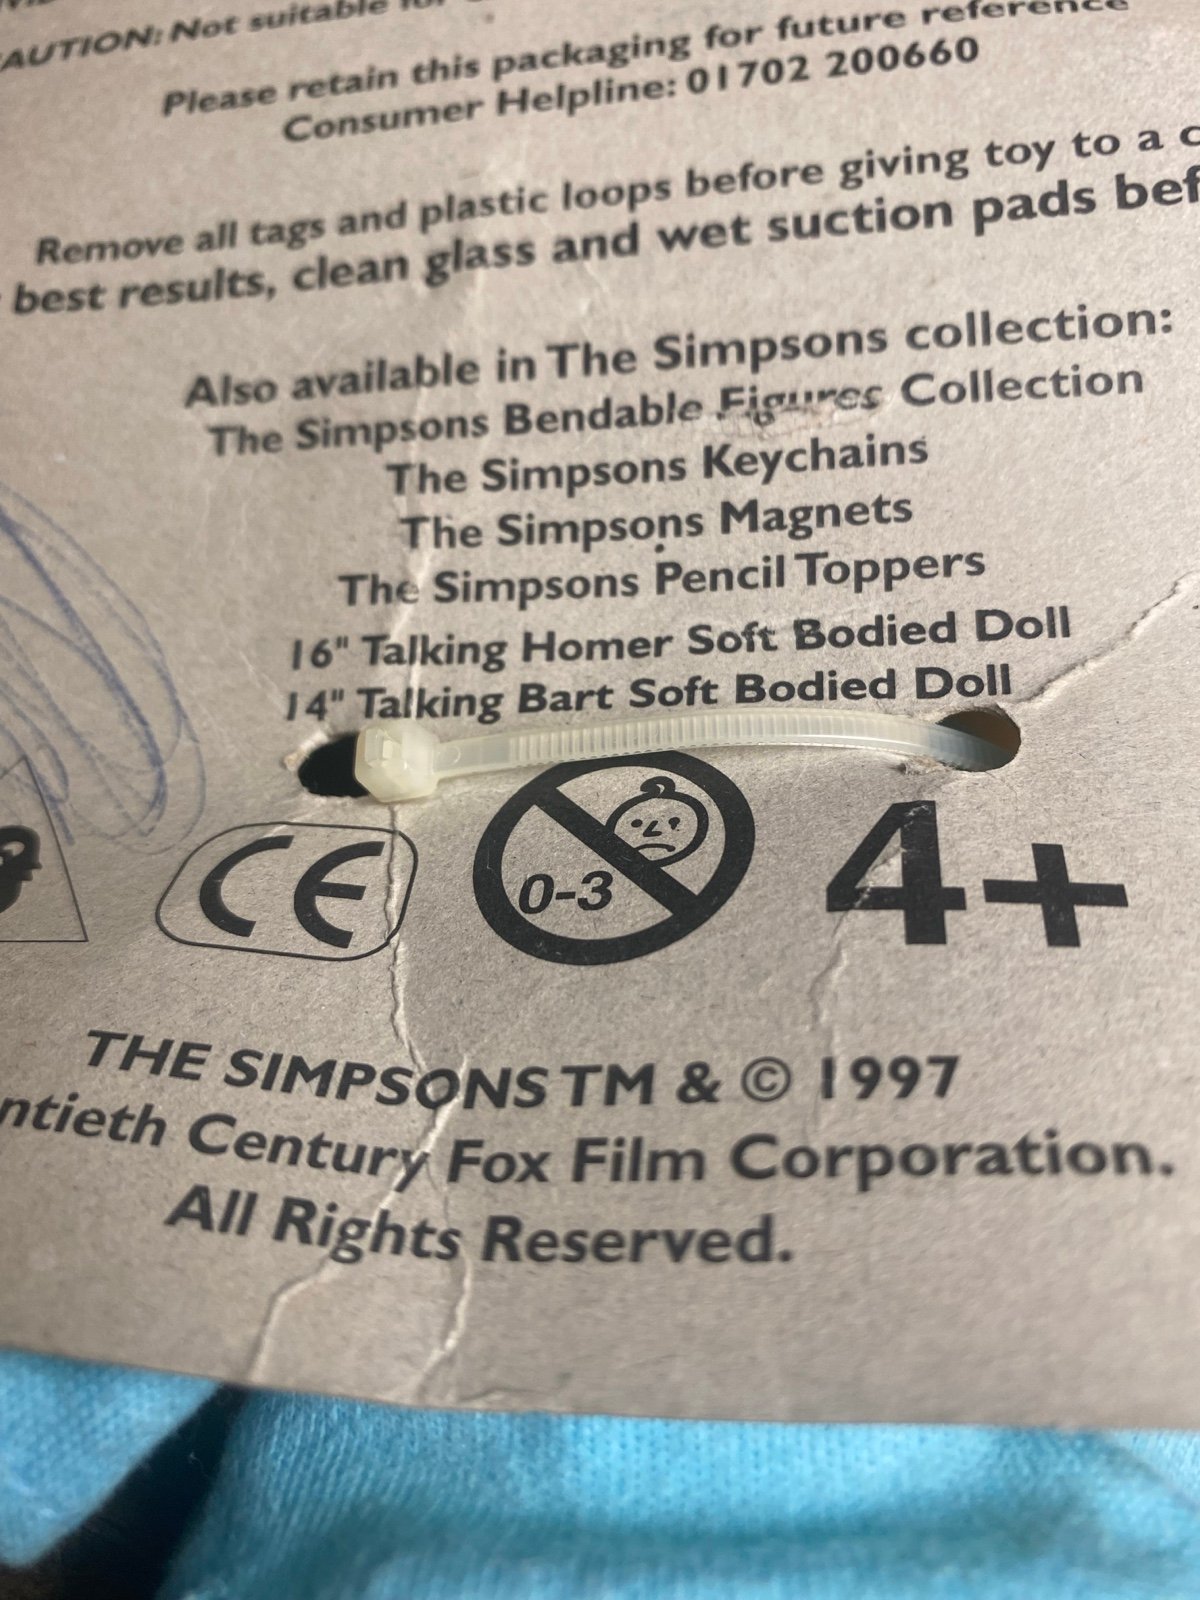 CAUTION: Not suitable for
Please retain this packaging for future reference
Consumer Helpline: 01702 200660
Remove all tags and plastic loops before giving toy to a
best results, clean glass and wet suction pads
Also available in The Simpsons collection:
The Simpsons Bendable Figures Collection
The Simpsons Keychains
The Simpsons Magnets
The Simpsons Pencil Toppers
16" Talking Homer Soft Bodied Doll
14" Talking Bart Soft Bodied Doll
CE 0-3 4+
THE SIMPSONS TM & © 1997
Century Fox Film Corporation.
All Rights Reserved.